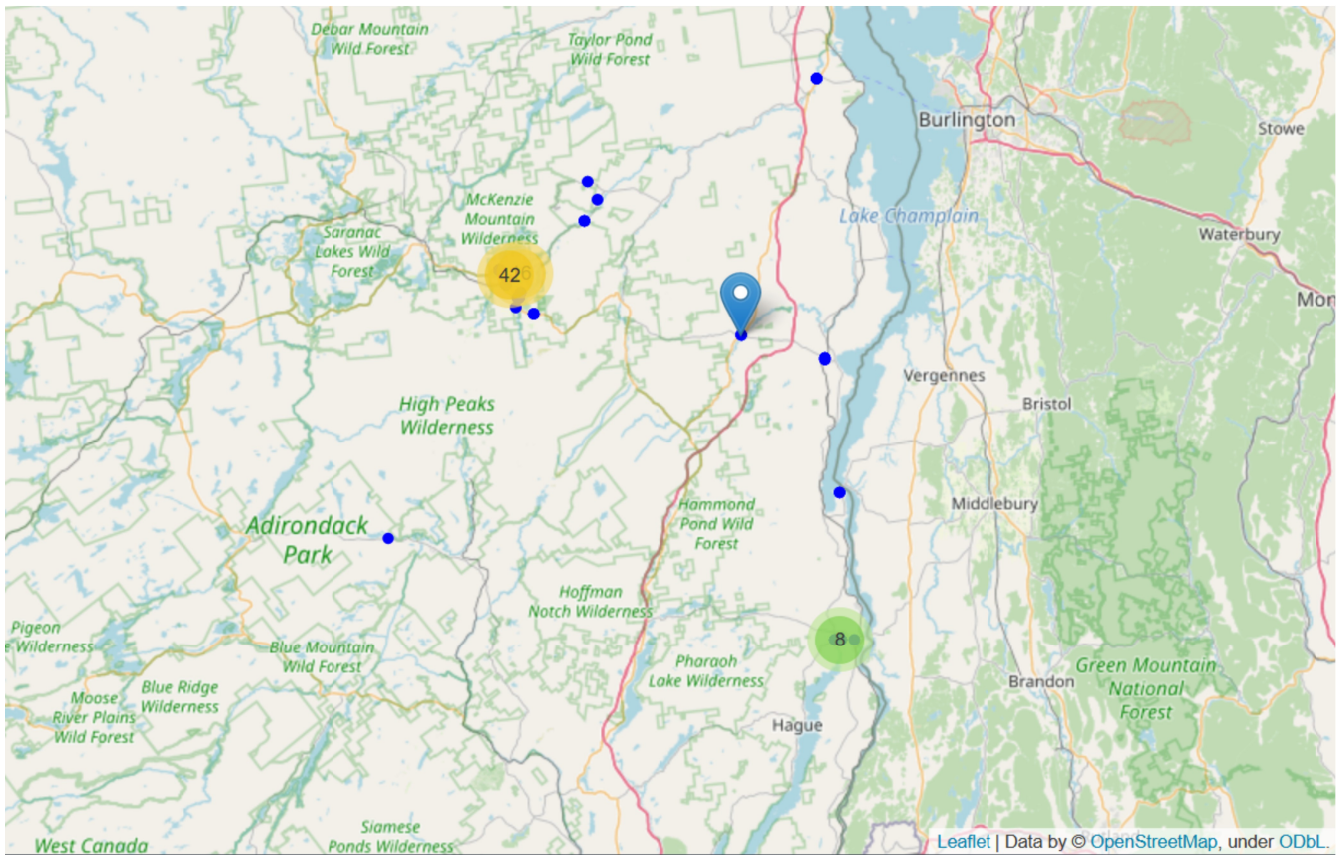 Debar Mountain
Wild Forest
Taylor Pond
Wild Forest
Burlington
Stowe
McKenzie
Mountain
Wilderness
Lake Champlain
Saranac
Lakes Wild
Forest
Waterbury
42
Mon
Vergennes
Bristol
High Peaks
Wilderness
Middlebury
Hammond
Pond Wild
Forest
Adirondack
Park
Hoffman
Notch Wilderness
Pigeon
e Wilderness
8
Blue Mountain
Wild Forest
Pharaoh
Lake Wilderness
Green Mountain
National
Forest
Brandon
Blue Ridge
Wilderness
Moose
River Plains
Wild Forest
Hague
Siamese
Ponds Wilderness
West Canada
Leaflet | Data by © OpenStreetMap, under ODbL.